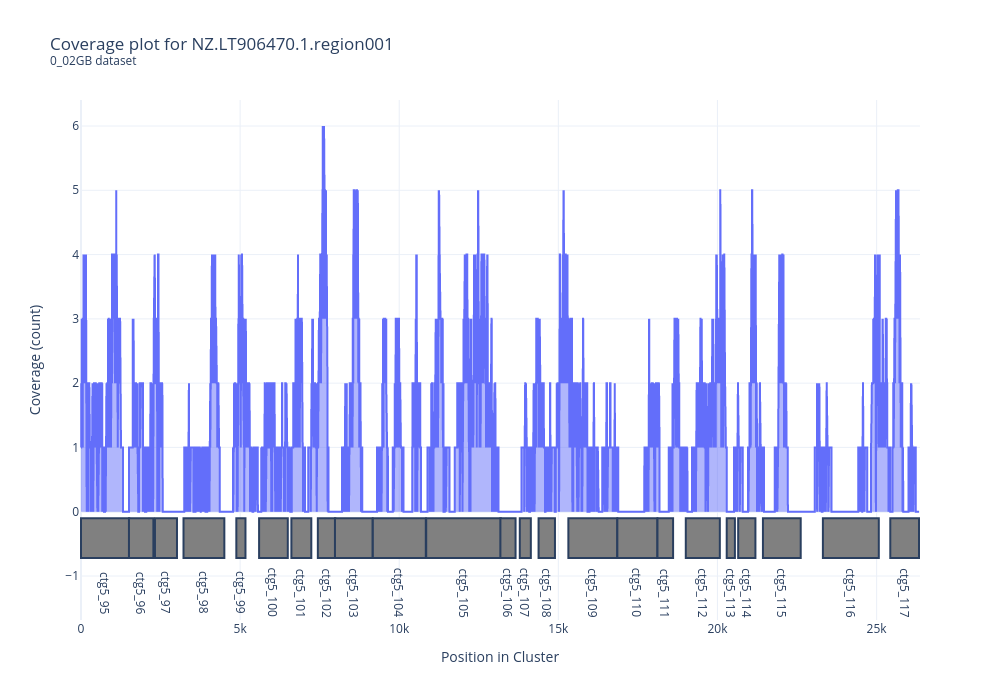 Coverage plot for NZ.LT906470.1.region001
0_02GB dataset
Coverage (count)
6
5
4
3
2
1
0
−1
ctg5_95
ctg5_96
ctg5_97
ctg5_98
ctg5_99
ctg5_100
ctg5_101
ctg5_102
ctg5_103
ctg5_104
ctg5_105
ctg5_106
ctg5_107
ctg5_108
ctg5_109
ctg5_110
ctg5_111
ctg5_112
ctg5_113
ctg5_114
ctg5_115
ctg5_116
ctg5_117
0
5k
10k
15k
20k
25k
Position in Cluster